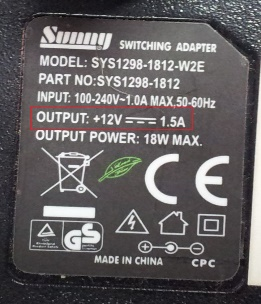 Sunny SWITCHING ADAPTER
MODEL: SYS1298-1812-W2E
PART NO:SYS1298-1812
INPUT: 100-240V~1.0A MAX,50-60Hz
OUTPUT: +12V⎓1.5A
OUTPUT POWER: 18W MAX.
CE
GS
MADE IN CHINA
CPC